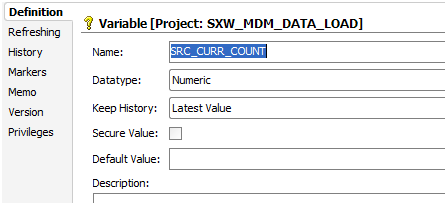 Definition
Refreshing
History
Markers
Memo
Version
Privileges
Variable [Project: SXW_MDM_DATA_LOAD]
Name: SRC_CURR_COUNT
Datatype: Numeric
Keep History: Latest Value
Secure Value:
Default Value:
Description: